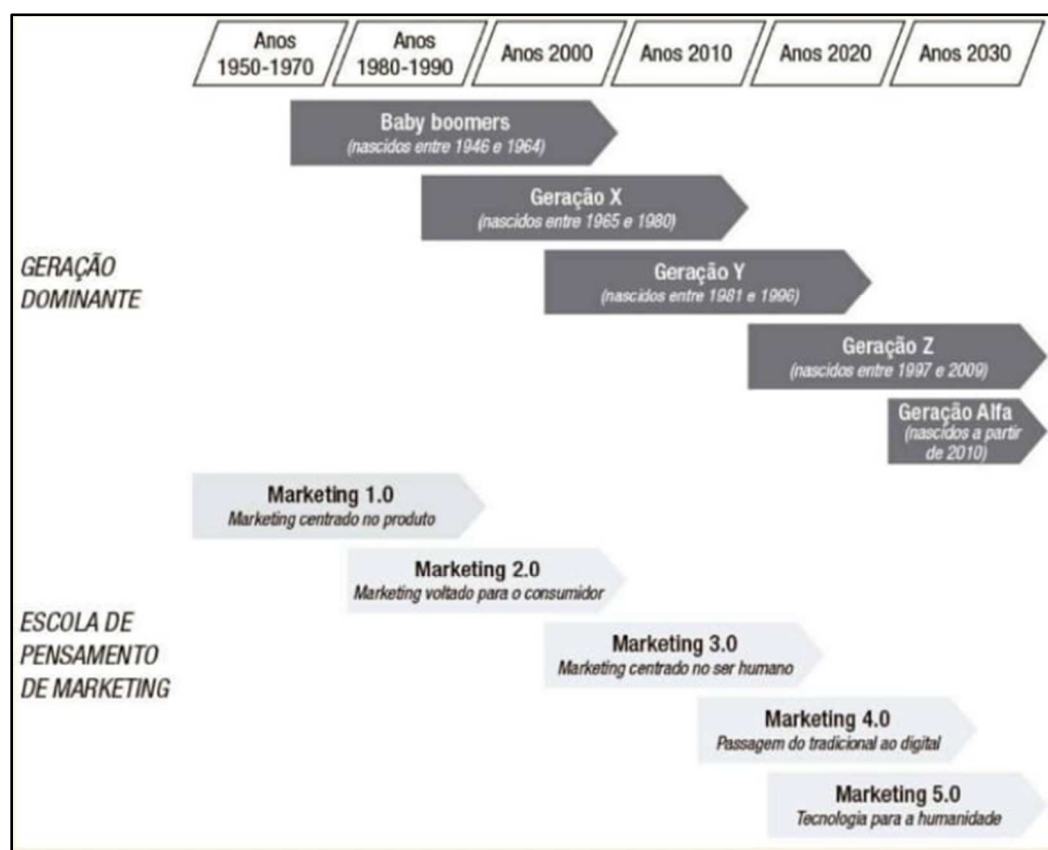 Anos
1950-1970
Anos
1980-1990
Anos 2000
Anos 2010
Anos 2020
Anos 2030
GERAÇÃO
DOMINANTE
Baby boomers
(nascidos entre 1946 e 1964)
Geração X
(nascidos entre 1965 e 1980)
Geração Y
(nascidos entre 1981 e 1996)
Geração Z
(nascidos entre 1997 e 2009)
Geração Alfa
(nascidos a partir
de 2010)
ESCOLA DE
PENSAMENTO
DE MARKETING
Marketing 1.0
Marketing centrado no produto
Marketing 2.0
Marketing voltado para o consumidor
Marketing 3.0
Marketing centrado no ser humano
Marketing 4.0
Passagem do tradicional ao digital
Marketing 5.0
Tecnologia para a humanidade